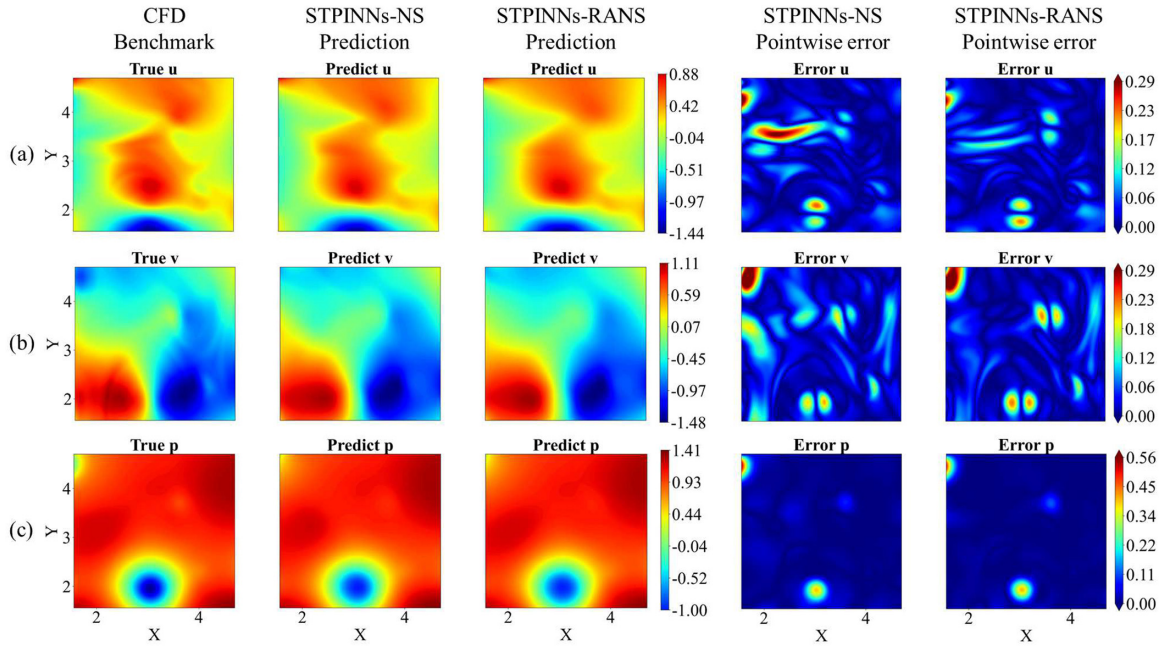 CFD STPINNs-NS STPINNs-RANS STPINNs-NS STPINNs-RANS
Benchmark Prediction Prediction Pointwise error Pointwise error
True u Predict u Predict u Error u Error u
(a) Y 4 3 2 0.88 0.42 -0.04 -0.51 -0.97 -1.44 0.29 0.23 0.17 0.12 0.06 0.00
True v Predict v Predict v Error v Error v
(b) Y 4 3 2 1.11 0.59 0.07 -0.45 -0.97 -1.48 0.29 0.23 0.18 0.12 0.06 0.00
True p Predict p Predict p Error p Error p
(c) Y 4 3 2 1.41 0.93 0.44 -0.04 -0.52 -1.00 0.56 0.45 0.34 0.22 0.11 0.00
2 4 2 4 2 4 2 4 2 4
X X X X X